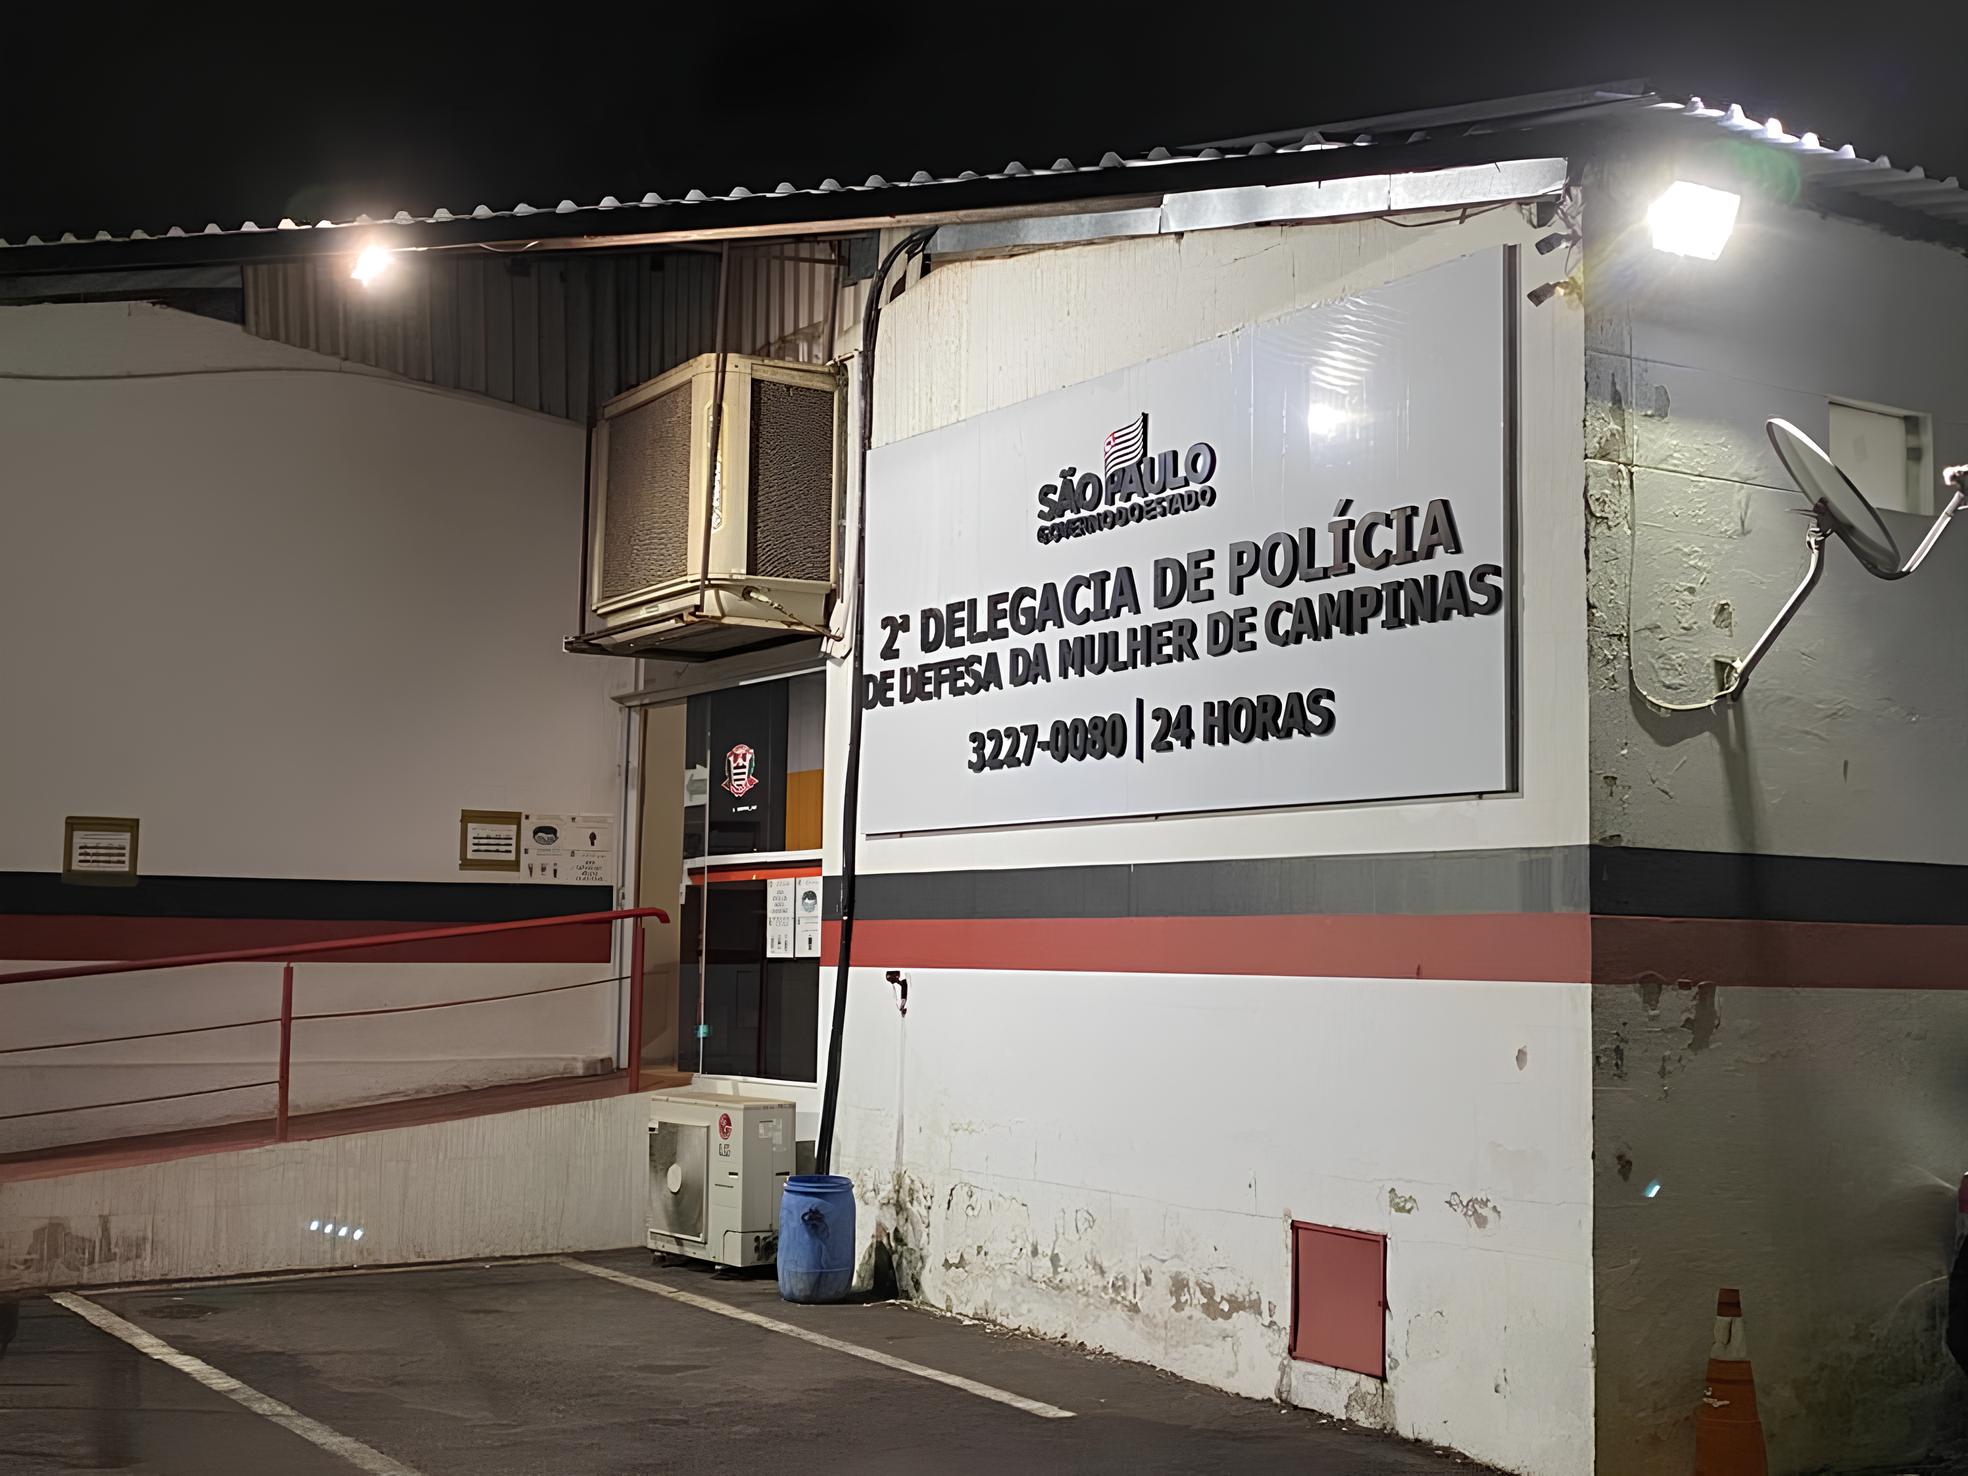 SÃO PAULO
GOVERNO DO ESTADO
2ª DELEGACIA DE POLÍCIA
DE DEFESA DA MULHER DE CAMPINAS
3227-0080 | 24 HORAS
LG